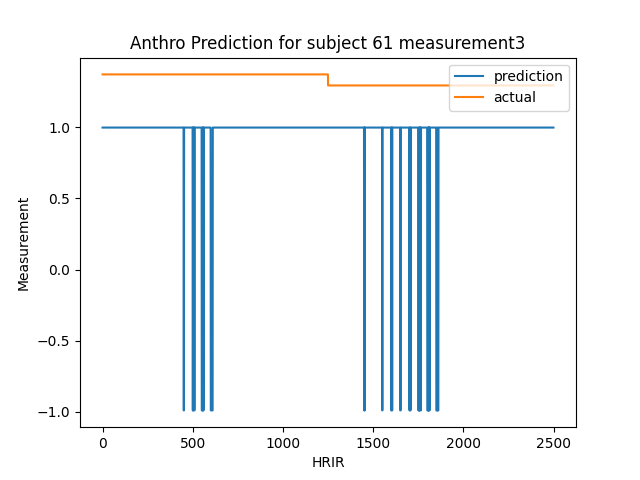 Anthro Prediction for subject 61 measurement3
prediction
actual
1.0
0.5
0.0
−0.5
−1.0
Measurement
0
500
1000
1500
2000
2500
HRIR